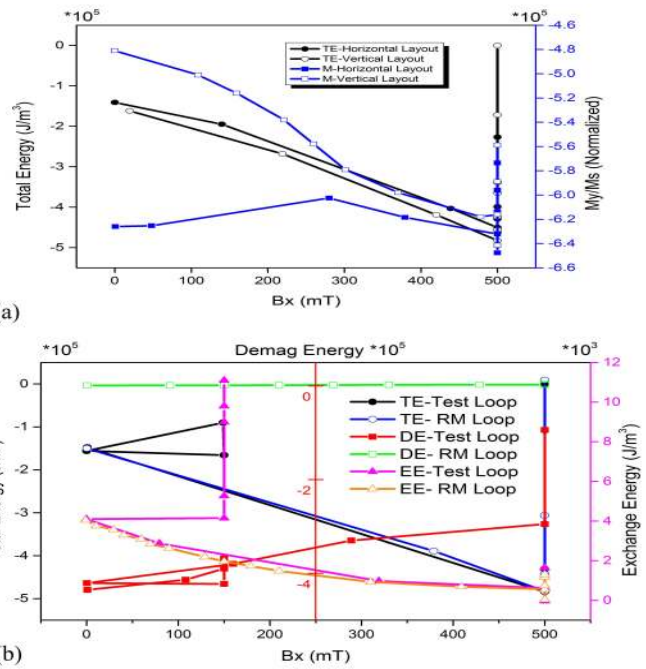 *10⁵
*10⁵
0
-1
-2
-3
-4
-5
Total Energy (J/m³)
TE-Horizontal Layout
TE-Vertical Layout
M-Horizontal Layout
M-Vertical Layout
-4.6
-4.8
-5.0
-5.2
-5.4
-5.6
-5.8
-6.0
-6.2
-6.4
-6.6
My/Ms (Normalized)
0
100
200
300
400
500
Bx (mT)
a)
*10⁵
Demag Energy
*10⁵
*10³
0
-1
-2
-3
-4
-5
0
-2
-4
TE-Test Loop
TE- RM Loop
DE-Test Loop
DE- RM Loop
EE-Test Loop
EE- RM Loop
12
10
8
6
4
2
0
Exchange Energy (J/m³)
0
100
200
300
400
500
Bx (mT)
(b)